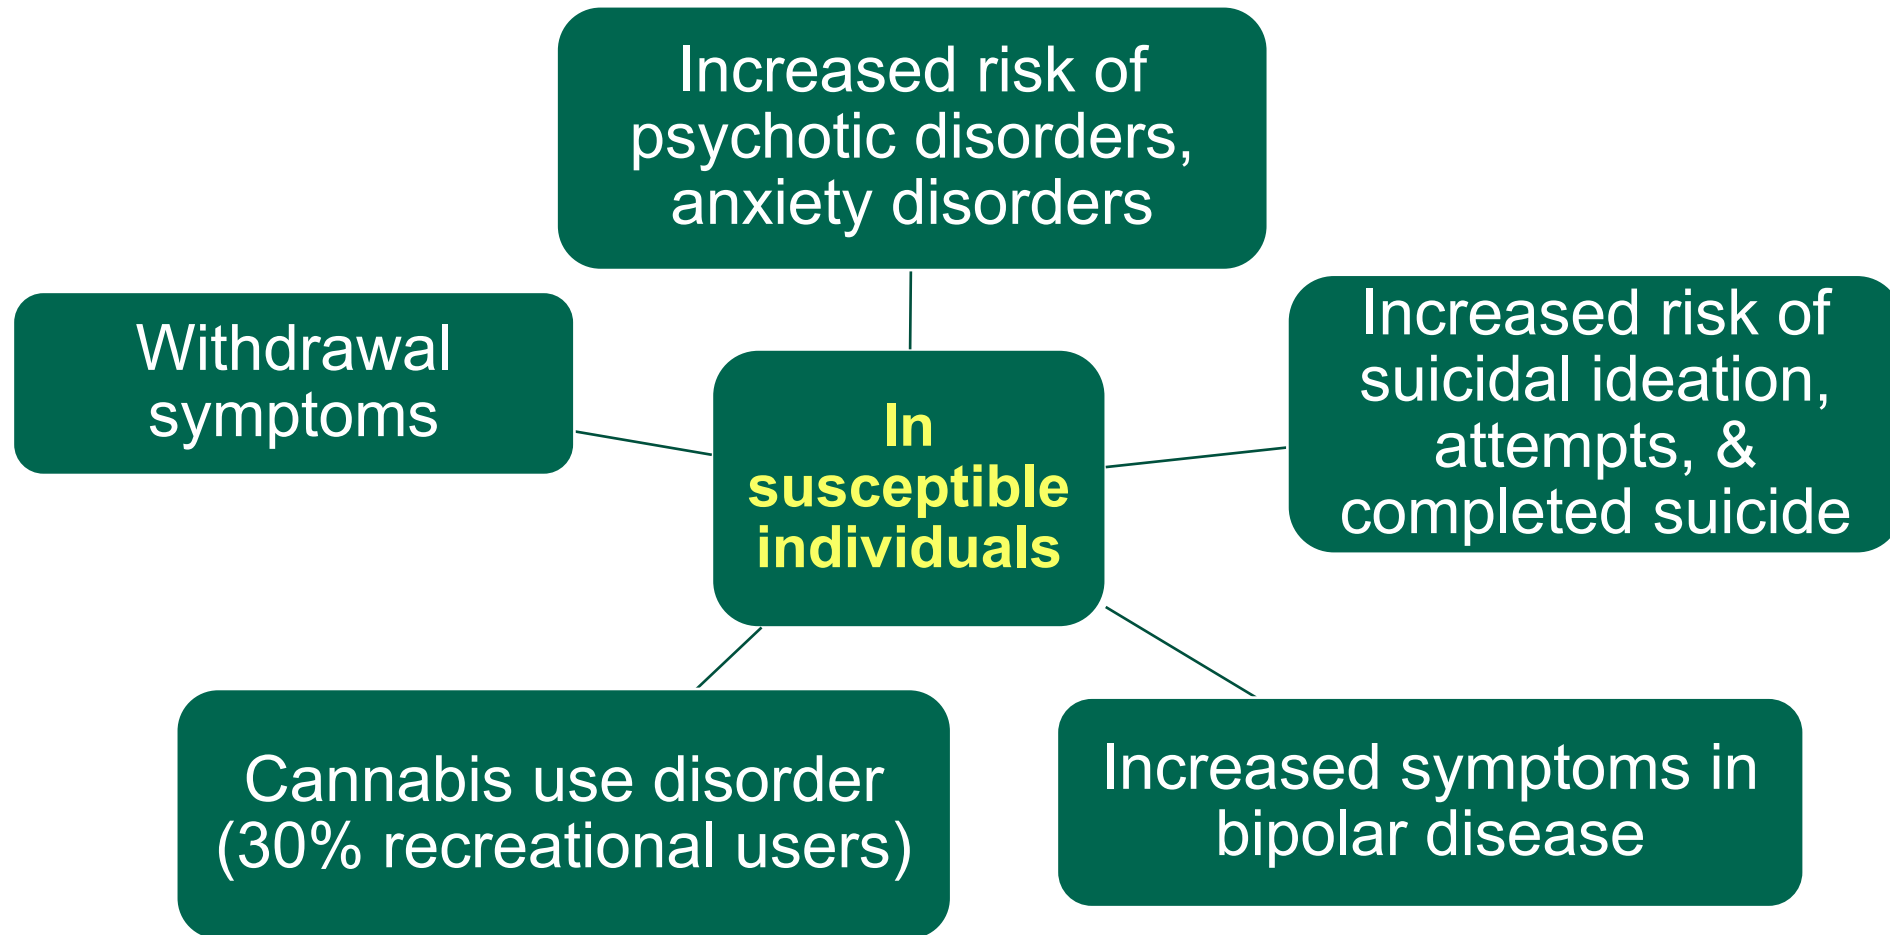 Increased risk of
psychotic disorders,
anxiety disorders
Withdrawal
symptoms
Increased risk of
suicidal ideation,
attempts, &
completed suicide
In
susceptible
individuals
Cannabis use disorder
(30% recreational users)
Increased symptoms in
bipolar disease